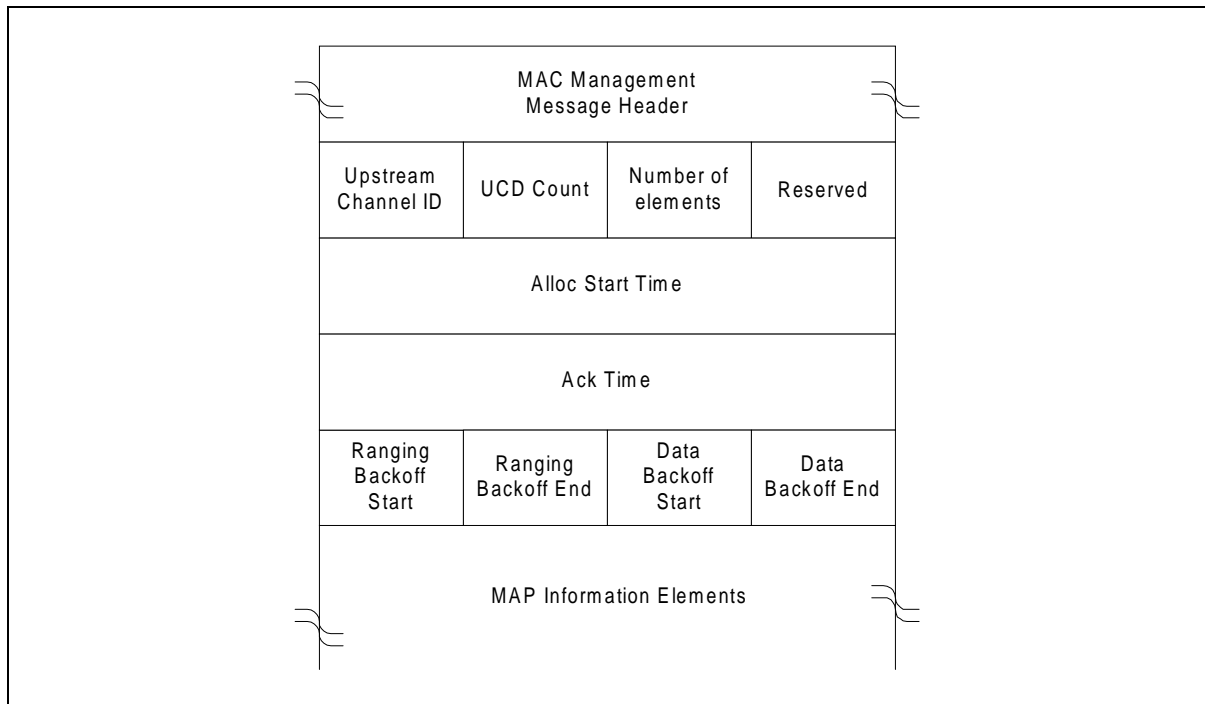 MAC Management
Message Header
Upstream
Channel ID
UCD Count
Number of
elements
Reserved
Alloc Start Time
Ack Time
Ranging
Backoff
Start
Ranging
Backoff End
Data
Backoff
Start
Data
Backoff End
MAP Information Elements